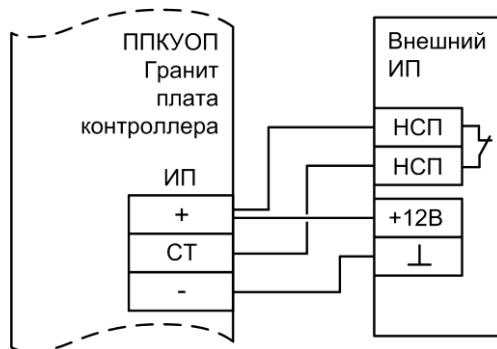 ППКУОП
Гранит
плата
контроллера
ИП
+
СТ
-
Внешний
ИП
НСП
НСП
+12В
⊥